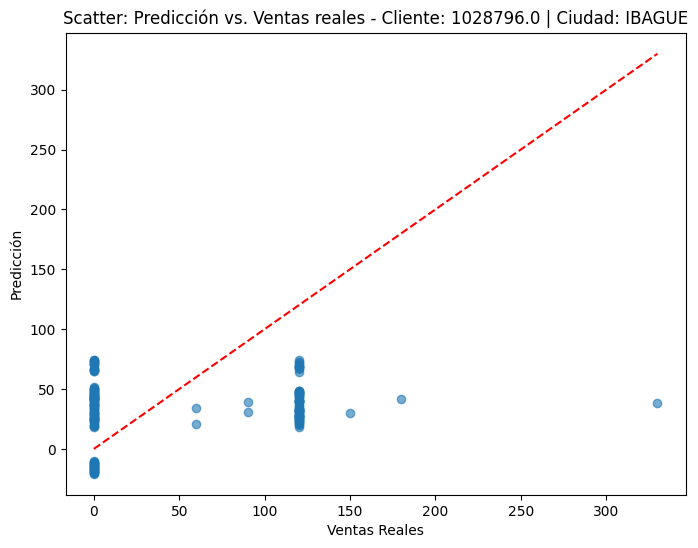 Scatter: Predicción vs. Ventas reales - Cliente: 1028796.0 | Ciudad: IBAGUE
300
250
200
150
100
50
0
Predicción
0 50 100 150 200 250 300
Ventas Reales